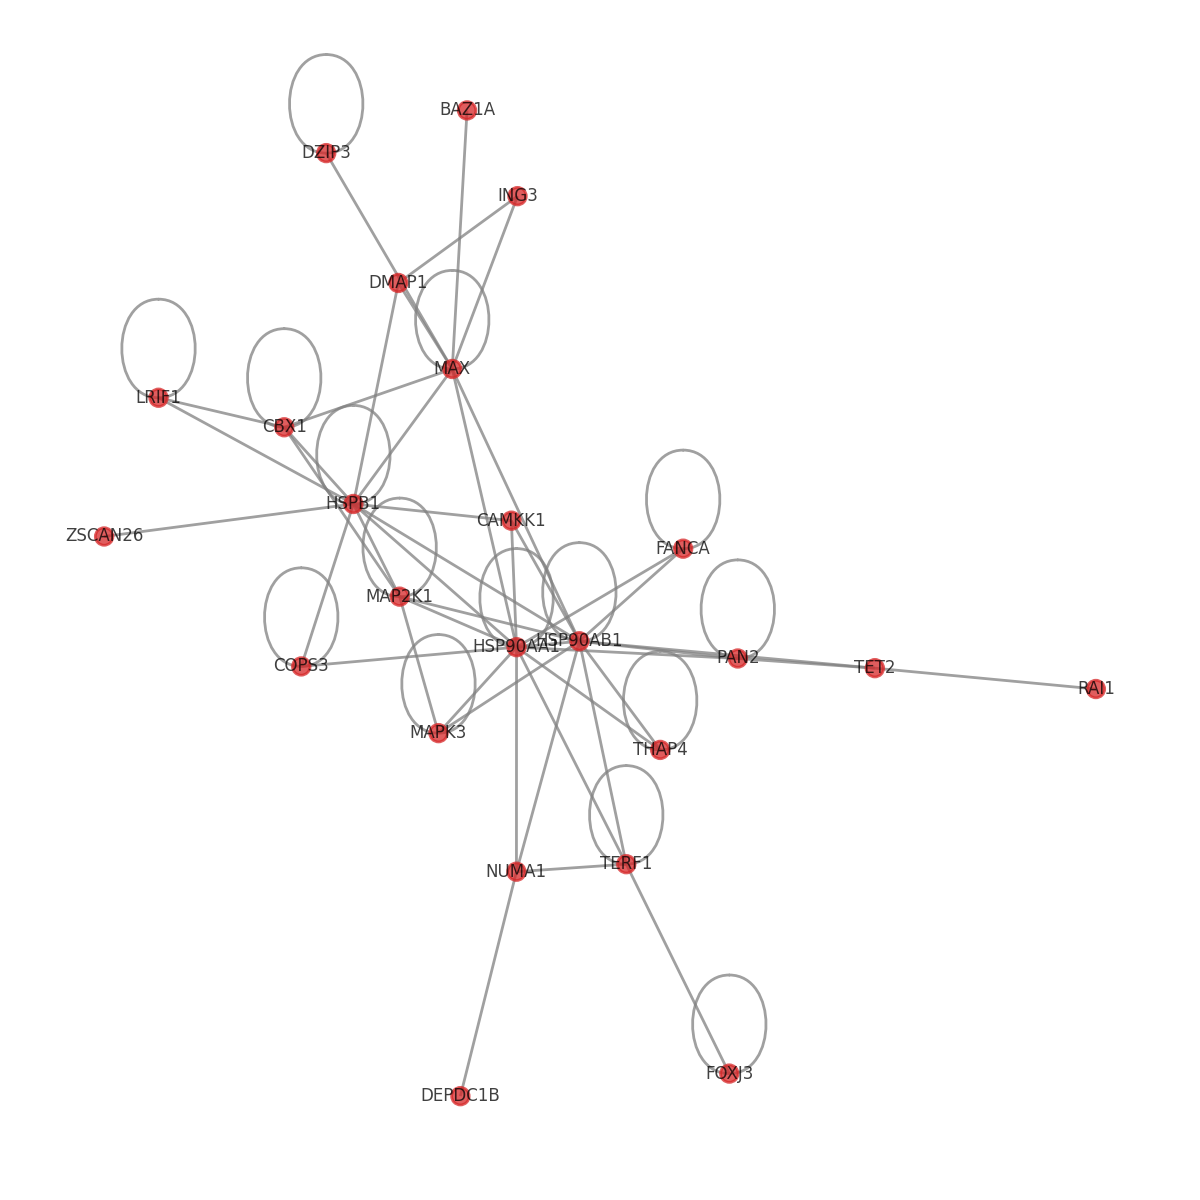 BAZ1A
DZIP3
ING3
DMAP1
MAX
LRIF1
CBX1
HSPB1
CAMKK1
ZSCAN26
FANCA
MAP2K1
HSP90AB1
HSP90AA1
PAN2
COPS3
TET2
RAI1
MAPK3
THAP4
TERF1
NUMA1
FOXJ3
DEPDC1B